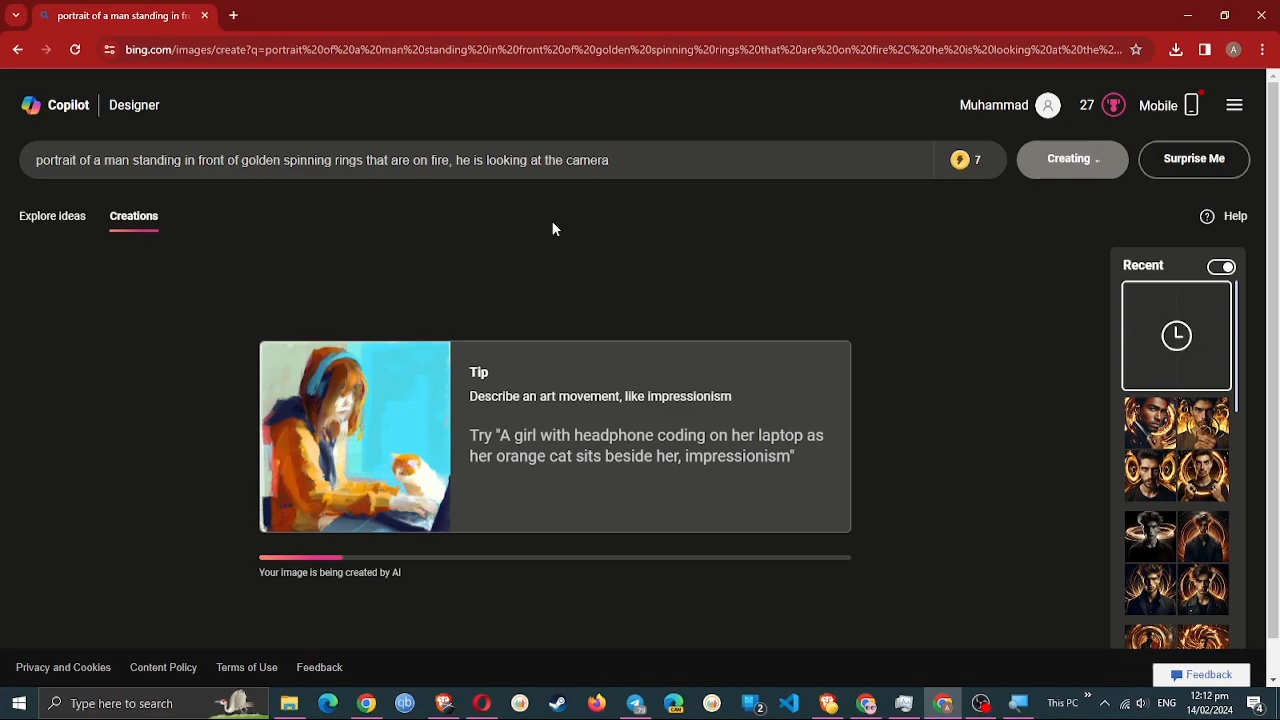 portrait of a man standing in fr
bing.com/images/create?q=portrait%20of%20a%20man%20standing%20in%20front%20of%20golden%20spinning%20rings%20that%20are%20on%20fire%2C%20he%20is%20looking%20at%20the%2...
A
Copilot | Designer
Muhammad
27
Mobile
portrait of a man standing in front of golden spinning rings that are on fire, he is looking at the camera
7
Creating ..
Surprise Me
Explore ideas
Creations
Help
Recent
Tip
Describe an art movement, like impressionism
Try "A girl with headphone coding on her laptop as
her orange cat sits beside her, impressionism"
Your image is being created by AI
Privacy and Cookies
Content Policy
Terms of Use
Feedback
Feedback
Type here to search
This PC
ENG
12:12 pm
14/02/2024